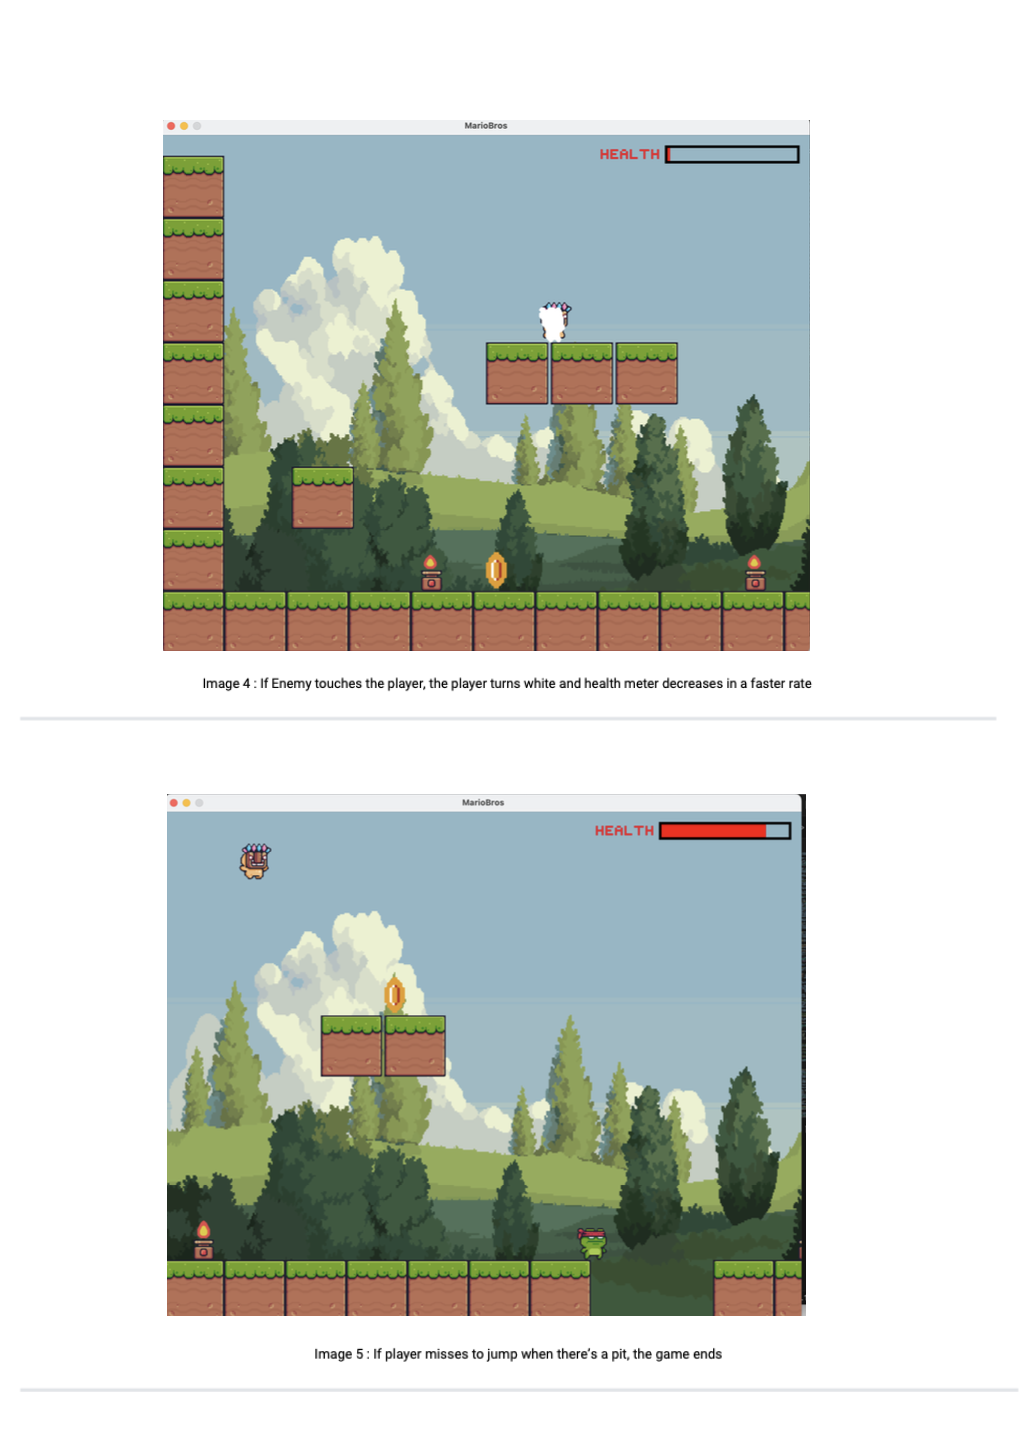 MarioBros
HEALTH
Image 4 : If Enemy touches the player, the player turns white and health meter decreases in a faster rate
MarioBros
HEALTH
Image 5 : If player misses to jump when there's a pit, the game ends